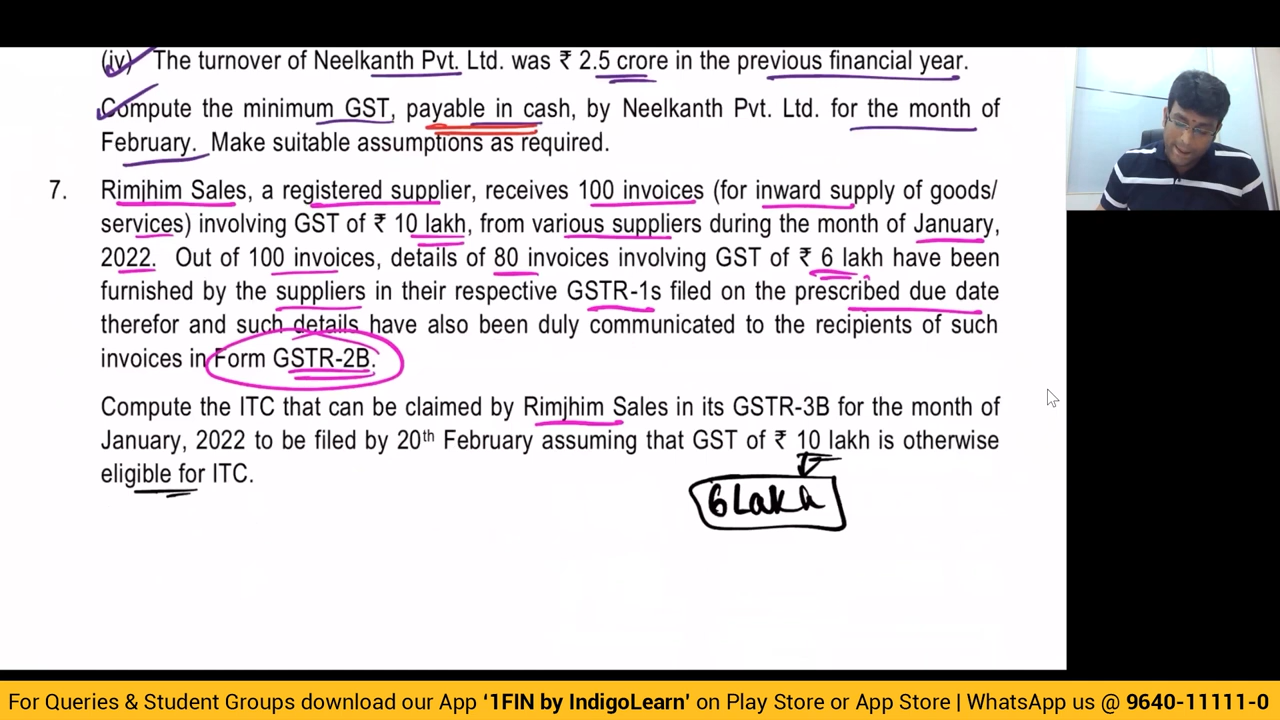 (iv) The turnover of Neelkanth Pvt. Ltd. was ₹ 2.5 crore in the previous financial year.
Compute the minimum GST, payable in cash, by Neelkanth Pvt. Ltd. for the month of
February. Make suitable assumptions as required.
7. Rimjhim Sales, a registered supplier, receives 100 invoices (for inward supply of goods/
services) involving GST of ₹ 10 lakh, from various suppliers during the month of January,
2022. Out of 100 invoices, details of 80 invoices involving GST of ₹ 6 lakh have been
furnished by the suppliers in their respective GSTR-1s filed on the prescribed due date
therefor and such details have also been duly communicated to the recipients of such
invoices in Form GSTR-2B.
Compute the ITC that can be claimed by Rimjhim Sales in its GSTR-3B for the month of
January, 2022 to be filed by 20th February assuming that GST of ₹ 10 lakh is otherwise
eligible for ITC.
6 Lakh
For Queries & Student Groups download our App ‘1FIN by IndigoLearn’ on Play Store or App Store | WhatsApp us @ 9640-11111-0